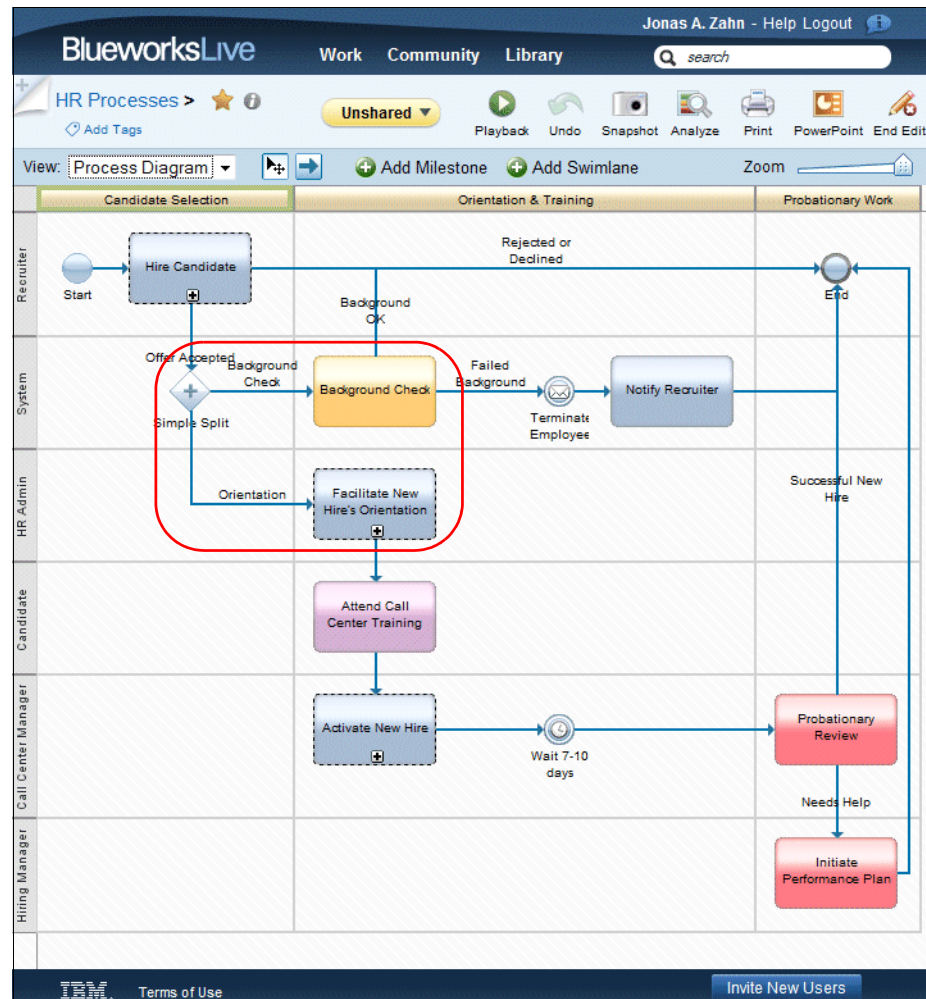 Jonas A. Zahn - Help Logout
BlueworksLive
Work Community Library
search
HR Processes >
Add Tags
Unshared
Playback Undo Snapshot Analyze Print PowerPoint End Edit
View: Process Diagram
Add Milestone Add Swimlane Zoom
Candidate Selection Orientation & Training Probationary Work
Recruiter
Start
Hire Candidate
Rejected or
Declined
End
Background
OK
System
Offer Accepted
Background
Check
Simple Split
Background Check
Failed
Background
Terminate
Employee
Notify Recruiter
HR Admin
Orientation
Facilitate New
Hire's Orientation
Successful New
Hire
Candidate
Attend Call
Center Training
Call Center Manager
Activate New Hire
Wait 7-10
days
Probationary
Review
Needs Help
Hiring Manager
Initiate
Performance Plan
IBM. Terms of Use
Invite New Users